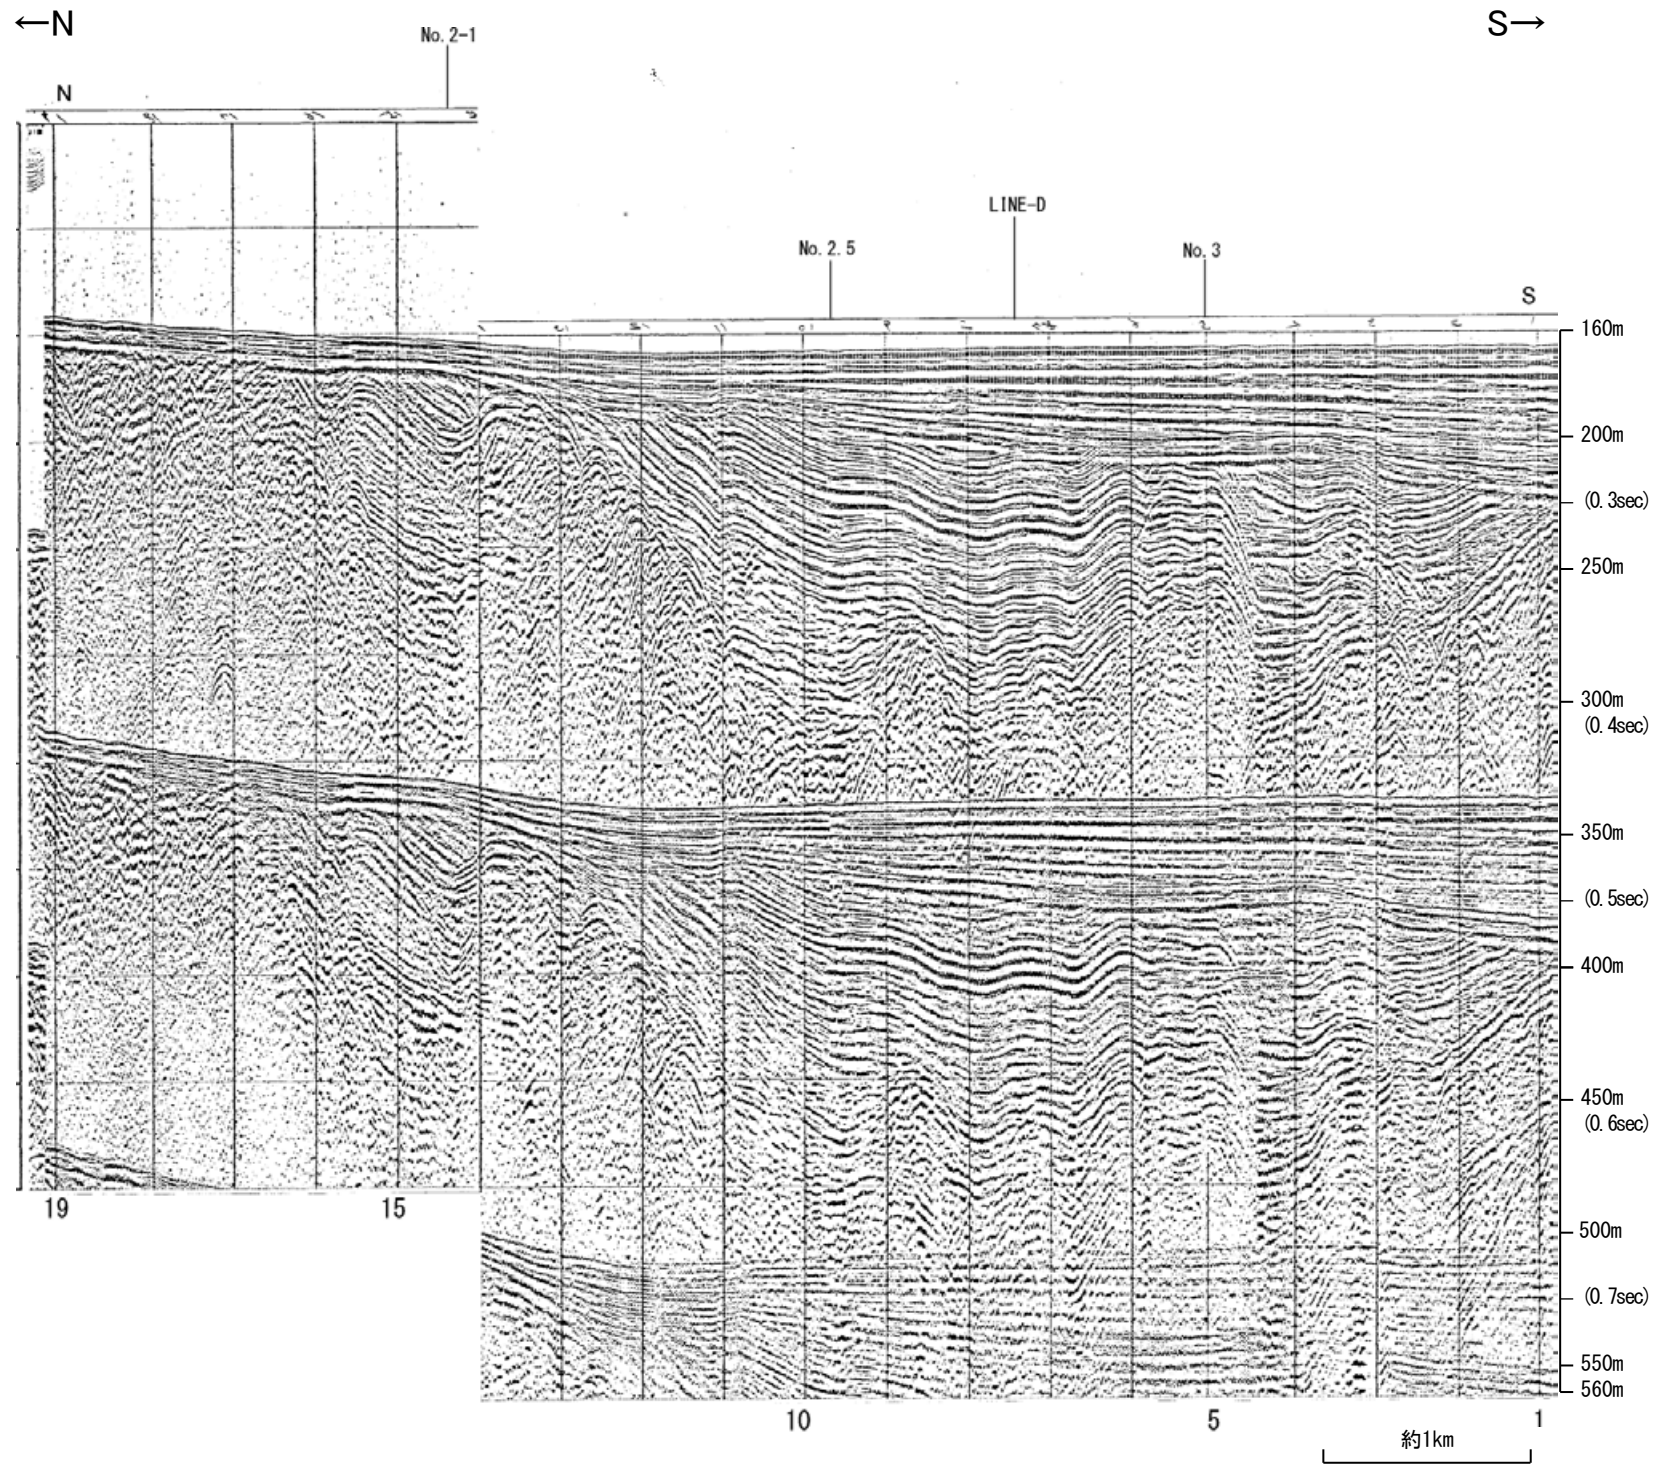 ←N
S→
No. 2-1
N
LINE-D
No. 2. 5
No. 3
S
160m
200m
(0. 3sec)
250m
300m
(0. 4sec)
350m
(0. 5sec)
400m
450m
(0. 6sec)
500m
(0. 7sec)
550m
560m
19
15
10
5
1
約1km